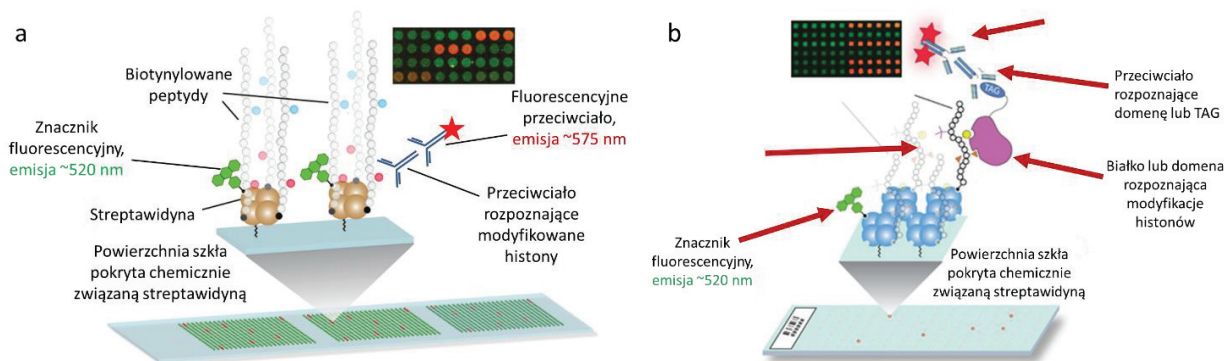 a
Biotynylowane
peptydy
Znacznik
fluorescencyjny,
emisja ~520 nm
Streptawidyna
Powierzchnia szkła
pokryta chemicznie
związaną streptawidyną
Fluorescencyjne
przeciwciało,
emisja ~575 nm
Przeciwciało
rozpoznające
modyfikowane
histony
b
TAG
Przeciwciało
rozpoznające
domenę lub TAG
Białko lub domena
rozpoznająca
modyfikacje
histonów
Znacznik
fluorescencyjny,
emisja ~520 nm
Powierzchnia szkła
pokryta chemicznie
związaną streptawidyną